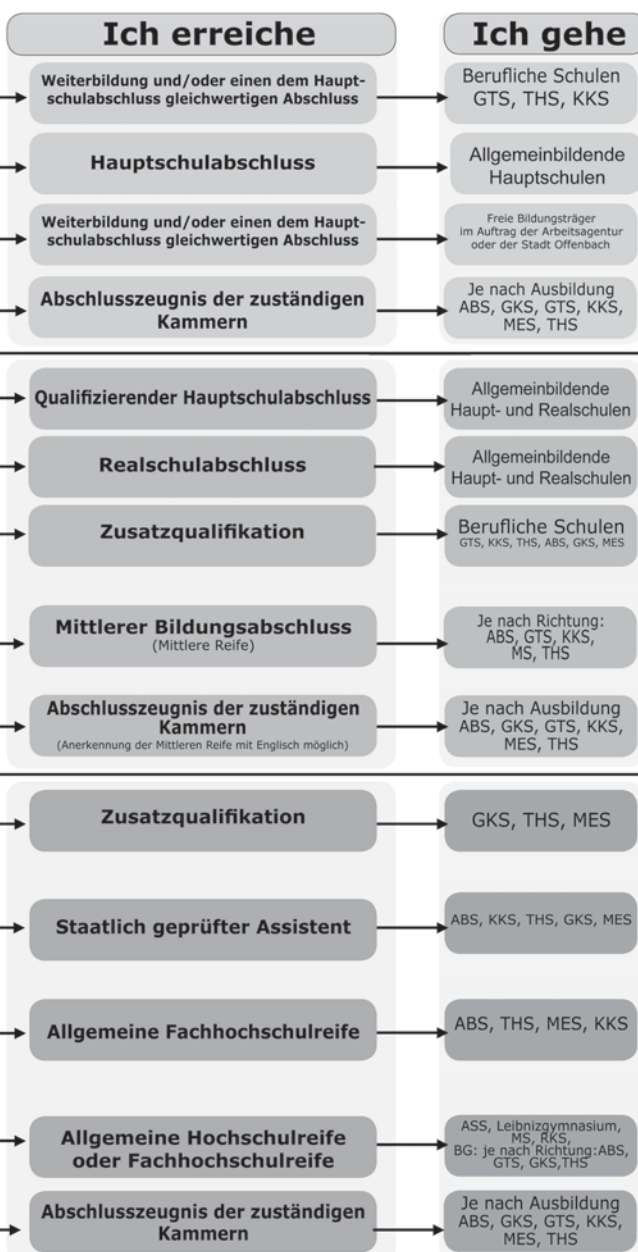 Ich erreiche
Ich gehe
Weiterbildung und/oder einen dem Haupt-
schulabschluss gleichwertigen Abschluss
Berufliche Schulen
GTS, THS, KKS
Hauptschulabschluss
Allgemeinbildende
Hauptschulen
Weiterbildung und/oder einen dem Haupt-
schulabschluss gleichwertigen Abschluss
Freie Bildungsträger
im Auftrag der Arbeitsagentur
oder der Stadt Offenbach
Abschlusszeugnis der zuständigen
Kammern
Je nach Ausbildung
ABS, GKS, GTS, KKS,
MES, THS
Qualifizierender Hauptschulabschluss
Allgemeinbildende
Haupt- und Realschulen
Realschulabschluss
Allgemeinbildende
Haupt- und Realschulen
Zusatzqualifikation
Berufliche Schulen
GTS, KKS, THS, ABS, GKS, MES
Mittlerer Bildungsabschluss
(Mittlere Reife)
Je nach Richtung:
ABS, GTS, KKS,
MS, THS
Abschlusszeugnis der zuständigen
Kammern
(Anerkennung der Mittleren Reife mit Englisch möglich)
Je nach Ausbildung
ABS, GKS, GTS, KKS,
MES, THS
Zusatzqualifikation
GKS, THS, MES
Staatlich geprüfter Assistent
ABS, KKS, THS, GKS, MES
Allgemeine Fachhochschulreife
ABS, THS, MES, KKS
Allgemeine Hochschulreife
oder Fachhochschulreife
ASS, Leibnizgymnasium,
MS, RKS,
BG: je nach Richtung:ABS,
GTS, GKS,THS
Abschlusszeugnis der zuständigen
Kammern
Je nach Ausbildung
ABS, GKS, GTS, KKS,
MES, THS